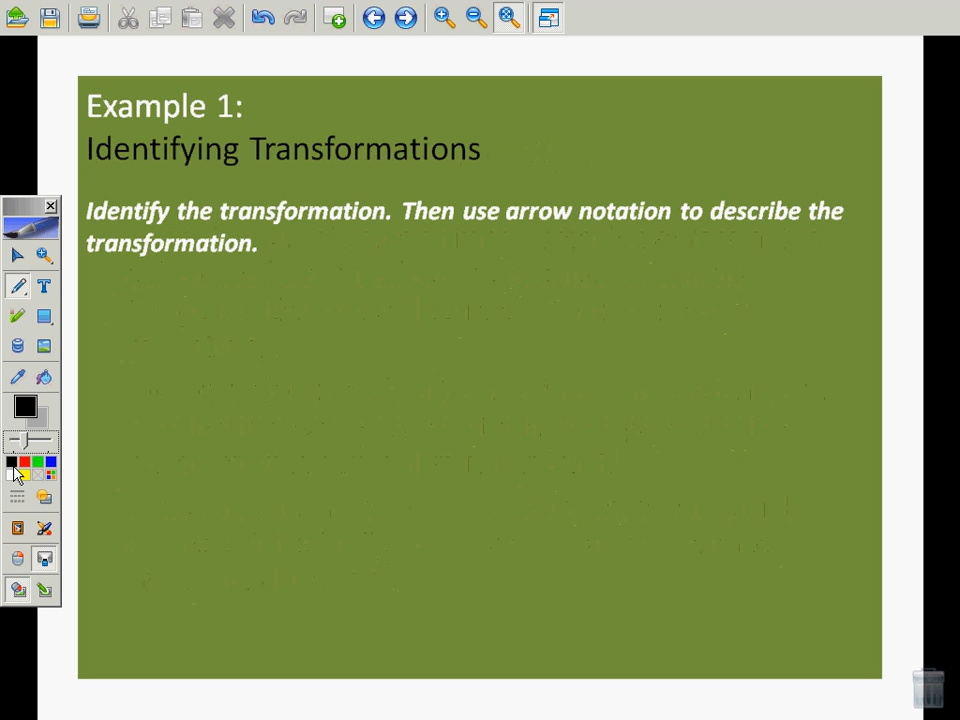 Example 1:
Identifying Transformations
Identify the transformation. Then use arrow notation to describe the
transformation.
T